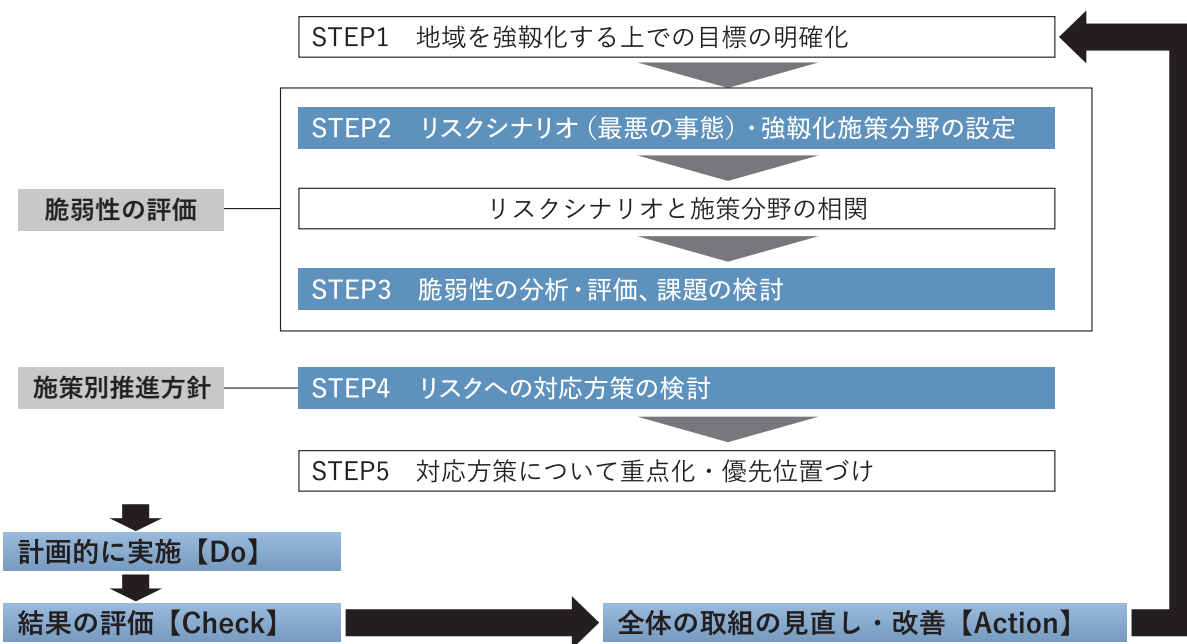 STEP1 地域を強靱化する上での目標の明確化
STEP2 リスクシナリオ（最悪の事態）・強靱化施策分野の設定
脆弱性の評価
リスクシナリオと施策分野の相関
STEP3 脆弱性の分析・評価、課題の検討
施策別推進方針
STEP4 リスクへの対応方策の検討
STEP5 対応方策について重点化・優先位置づけ
計画的に実施【Do】
結果の評価【Check】
全体の取組の見直し・改善【Action】